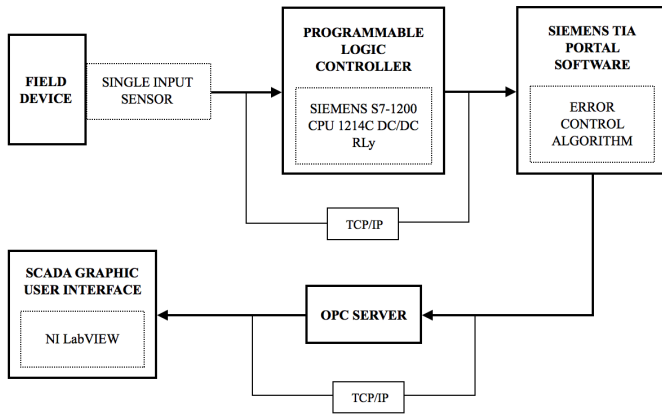 FIELD
DEVICE
SINGLE INPUT
SENSOR
PROGRAMMABLE
LOGIC
CONTROLLER
SIEMENS S7-1200
CPU 1214C DC/DC
RLy
SIEMENS TIA
PORTAL
SOFTWARE
ERROR
CONTROL
ALGORITHM
TCP/IP
SCADA GRAPHIC
USER INTERFACE
NI LabVIEW
OPC SERVER
TCP/IP